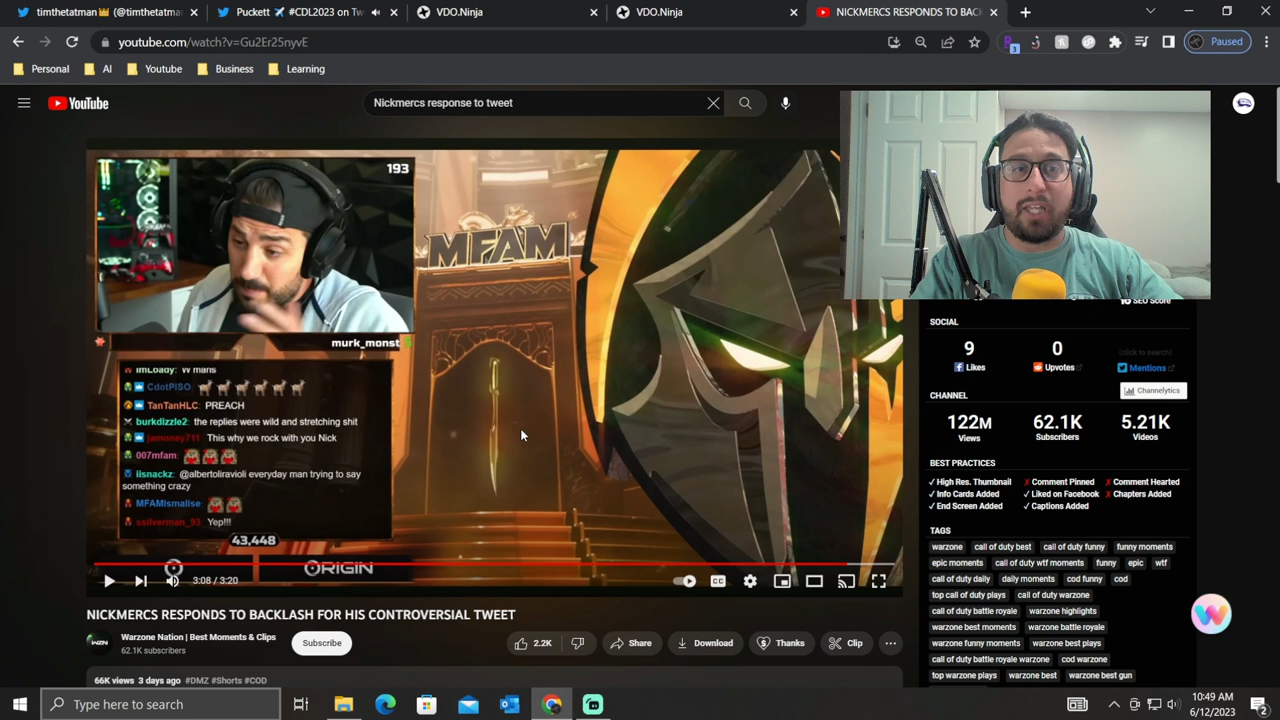 timthetatman👑 (@timthetatma
Puckett ✈️ #CDL2023 on Tw
VDO.Ninja
VDO.Ninja
NICKMERCS RESPONDS TO BAC
youtube.com/watch?v=Gu2Er25nyvE
Paused
Personal
AI
Youtube
Business
Learning
YouTube
Nickmercs response to tweet
193
MFAM
murk_monst
ImLoady: W mans
CdotPISO:
TanTanHLC: PREACH
burkdizzle2: the replies were wild and stretching shit
jamoney711: This why we rock with you Nick
007mfam:
iisnackz: @albertoliravioli everyday man trying to say
something crazy
MFAMIsmalise:
ssilverman_93: Yep!!!
43,448
ORIGIN
3:08 / 3:20
CC
NICKMERCS RESPONDS TO BACKLASH FOR HIS CONTROVERSIAL TWEET
Warzone Nation | Best Moments & Clips
62.1K subscribers
Subscribe
2.2K
Share
Download
Thanks
Clip
66K views 3 days ago #DMZ #Shorts #COD
SEO Score
SOCIAL
9
Likes
0
Upvotes
(click to search)
Mentions
Channelytics
CHANNEL
122M
Views
62.1K
Subscribers
5.21K
Videos
BEST PRACTICES
✓ High Res. Thumbnail
✗ Comment Pinned
✗ Comment Hearted
✓ Info Cards Added
✓ Liked on Facebook
✗ Chapters Added
✓ End Screen Added
✓ Captions Added
TAGS
warzone
call of duty best
call of duty funny
funny moments
epic moments
call of duty wtf moments
funny
epic
wtf
call of duty daily
daily moments
cod funny
cod
top call of duty plays
call of duty warzone
call of duty battle royale
warzone highlights
warzone best moments
warzone battle royale
warzone funny moments
warzone best plays
call of duty battle royale warzone
cod warzone
top warzone plays
warzone best
warzone best gun
Type here to search
10:49 AM
6/12/2023
2